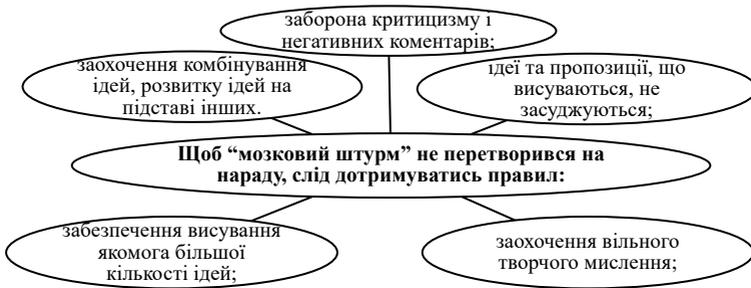 заборона критицизму і
негативних коментарів;
заохочення комбінування
ідей, розвитку ідей на
підставі інших.
ідеї та пропозиції, що
висуваються, не
засуджуються;
Щоб “мозковий штурм” не перетворився на
нараду, слід дотримуватись правил:
забезпечення висування
якомога більшої
кількості ідей;
заохочення вільного
творчого мислення;